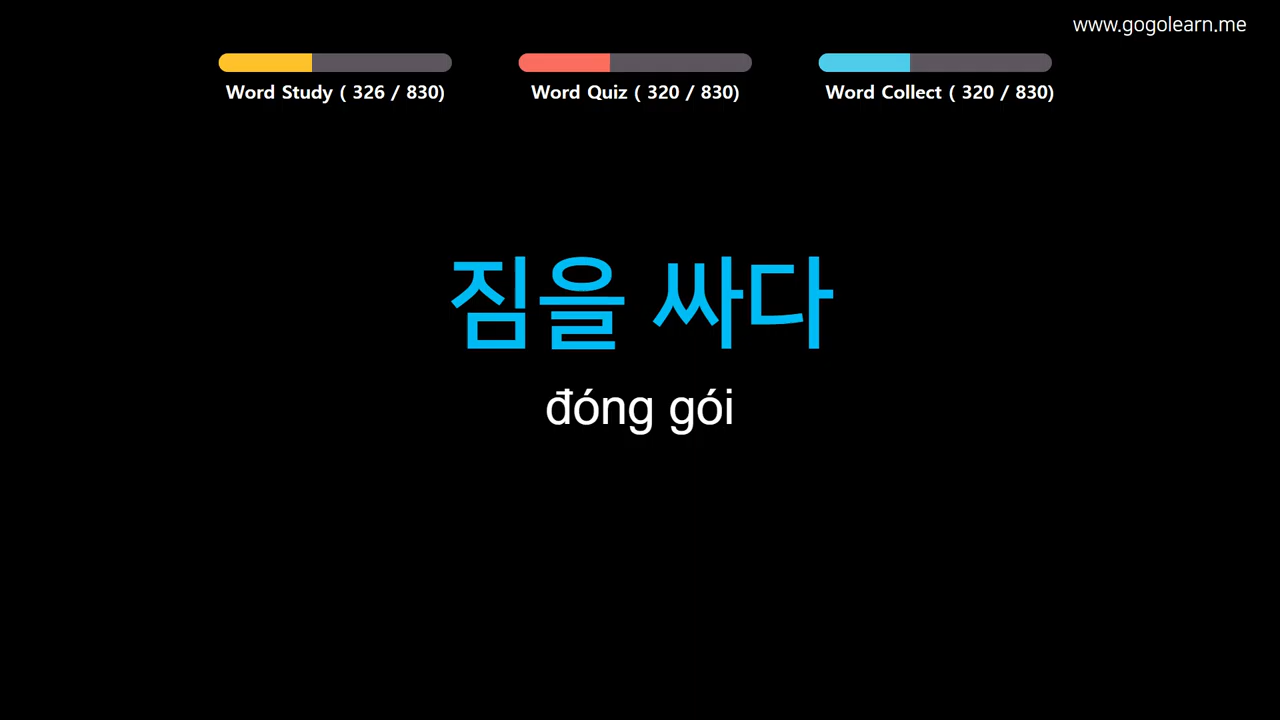 www.gogolearn.me
Word Study ( 326 / 830)
Word Quiz ( 320 / 830)
Word Collect ( 320 / 830)
짐을 싸다
đóng gói